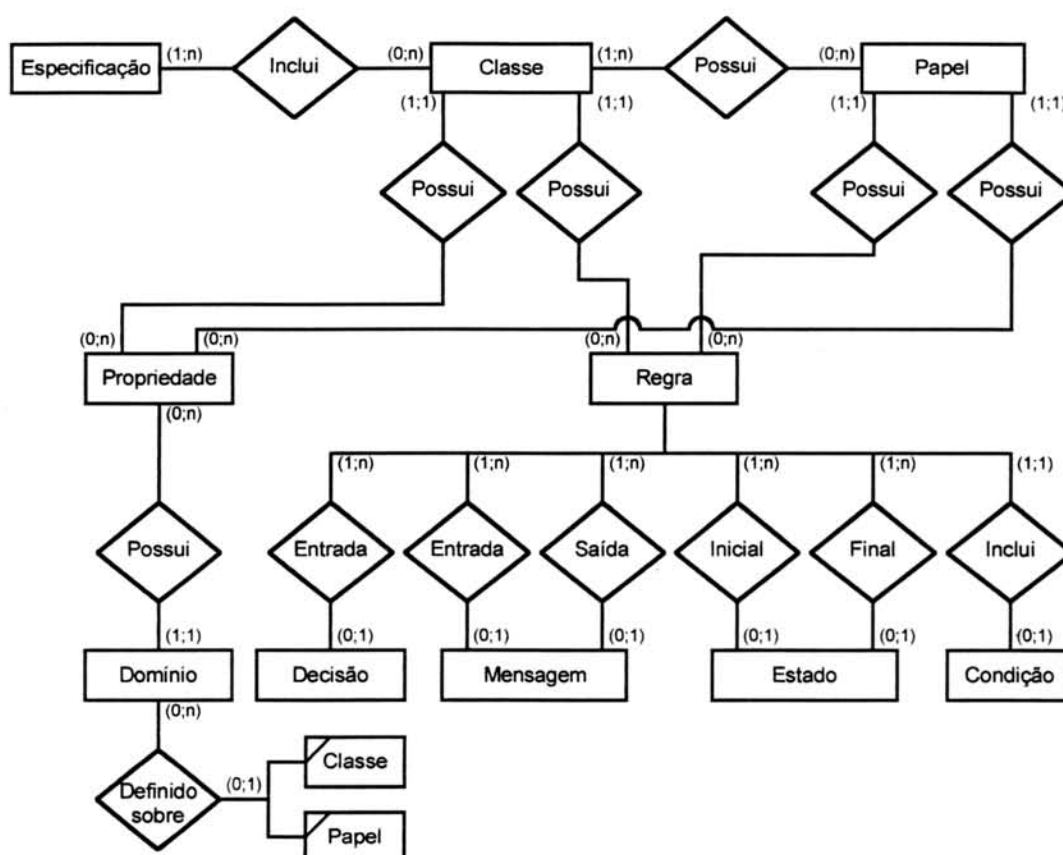 Especificação (1;n) Inclui (0;n) Classe (1;n) Possui (0;n) Papel
(1;1) (1;1) (1;1) (1;1)
Possui Possui Possui Possui
(0;n) (0;n) (0;n) (0;n)
Propriedade Regra
(0;n)
(1;n) (1;n) (1;n) (1;n) (1;n) (1;1)
Possui Entrada Entrada Saída Inicial Final Inclui
(1;1) (0;1) (0;1) (0;1) (0;1) (0;1) (0;1)
Domínio Decisão Mensagem Estado Condição
(0;n)
Classe
(0;1)
Definido
sobre
Papel